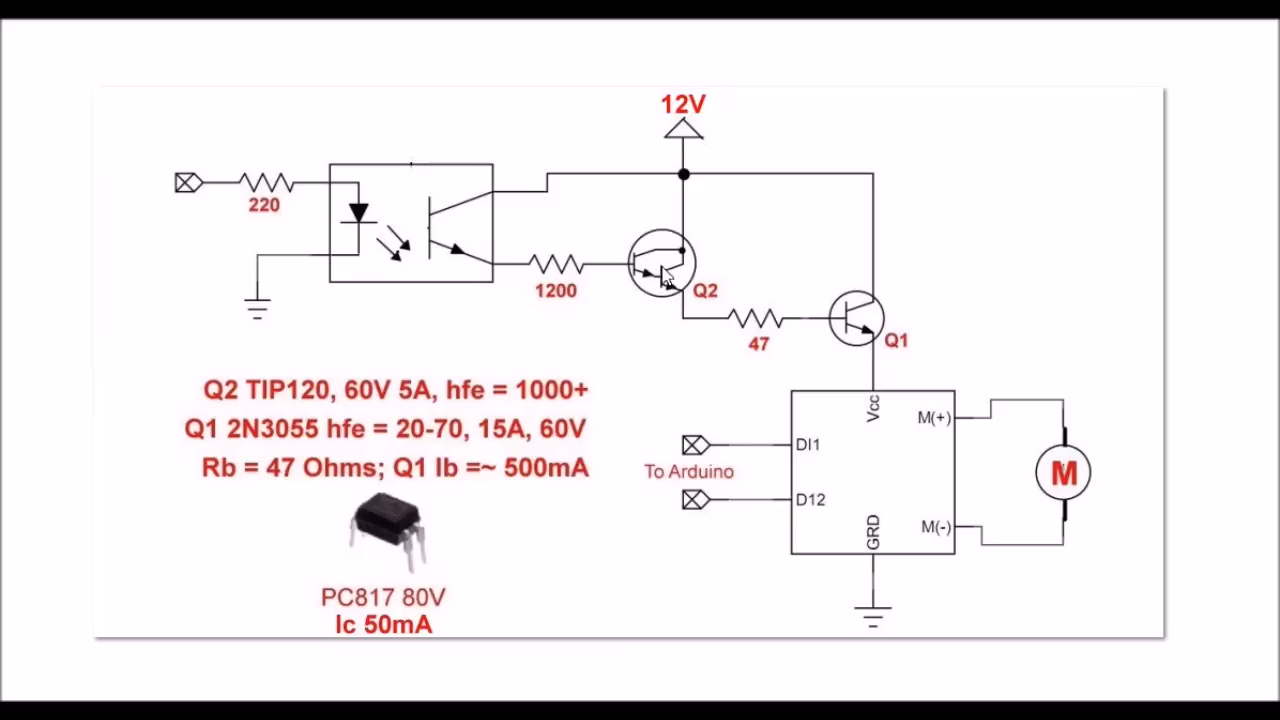 12V
220
1200
Q2
47
Q1
Q2 TIP120, 60V 5A, hfe = 1000+
Q1 2N3055 hfe = 20-70, 15A, 60V
Rb = 47 Ohms; Q1 Ib =~ 500mA
Vcc
M(+)
DI1
To Arduino
M
D12
GRD
M(-)
PC817 80V
Ic 50mA